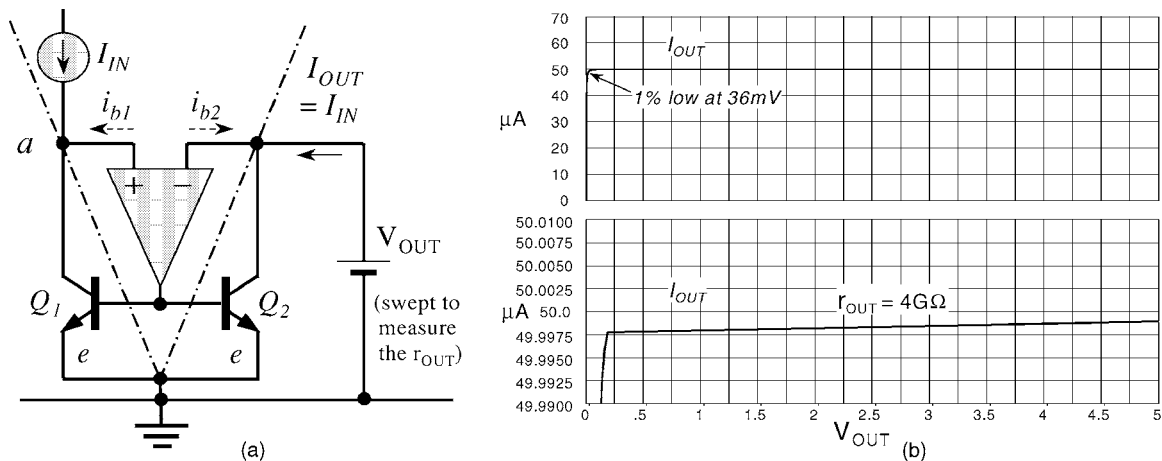 I_IN
I_OUT
= I_IN
i_b1
i_b2
a
+
−
V_OUT
Q_1
Q_2
(swept to
measure
the r_OUT)
e
e
(a)
70
60
50
40
30
20
10
0
μA
I_OUT
1% low at 36mV
50.0100
50.0075
50.005
50.0025
50.0
49.9975
49.9950
49.9925
49.9900
μA
I_OUT
r_OUT = 4GΩ
0 .5 1 1.5 2 2.5 3 3.5 4 4.5 5
V_OUT
(b)